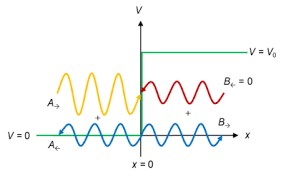 V
V = V₀
A→
B← = 0
+
+
V = 0
A←
B→
x
x = 0